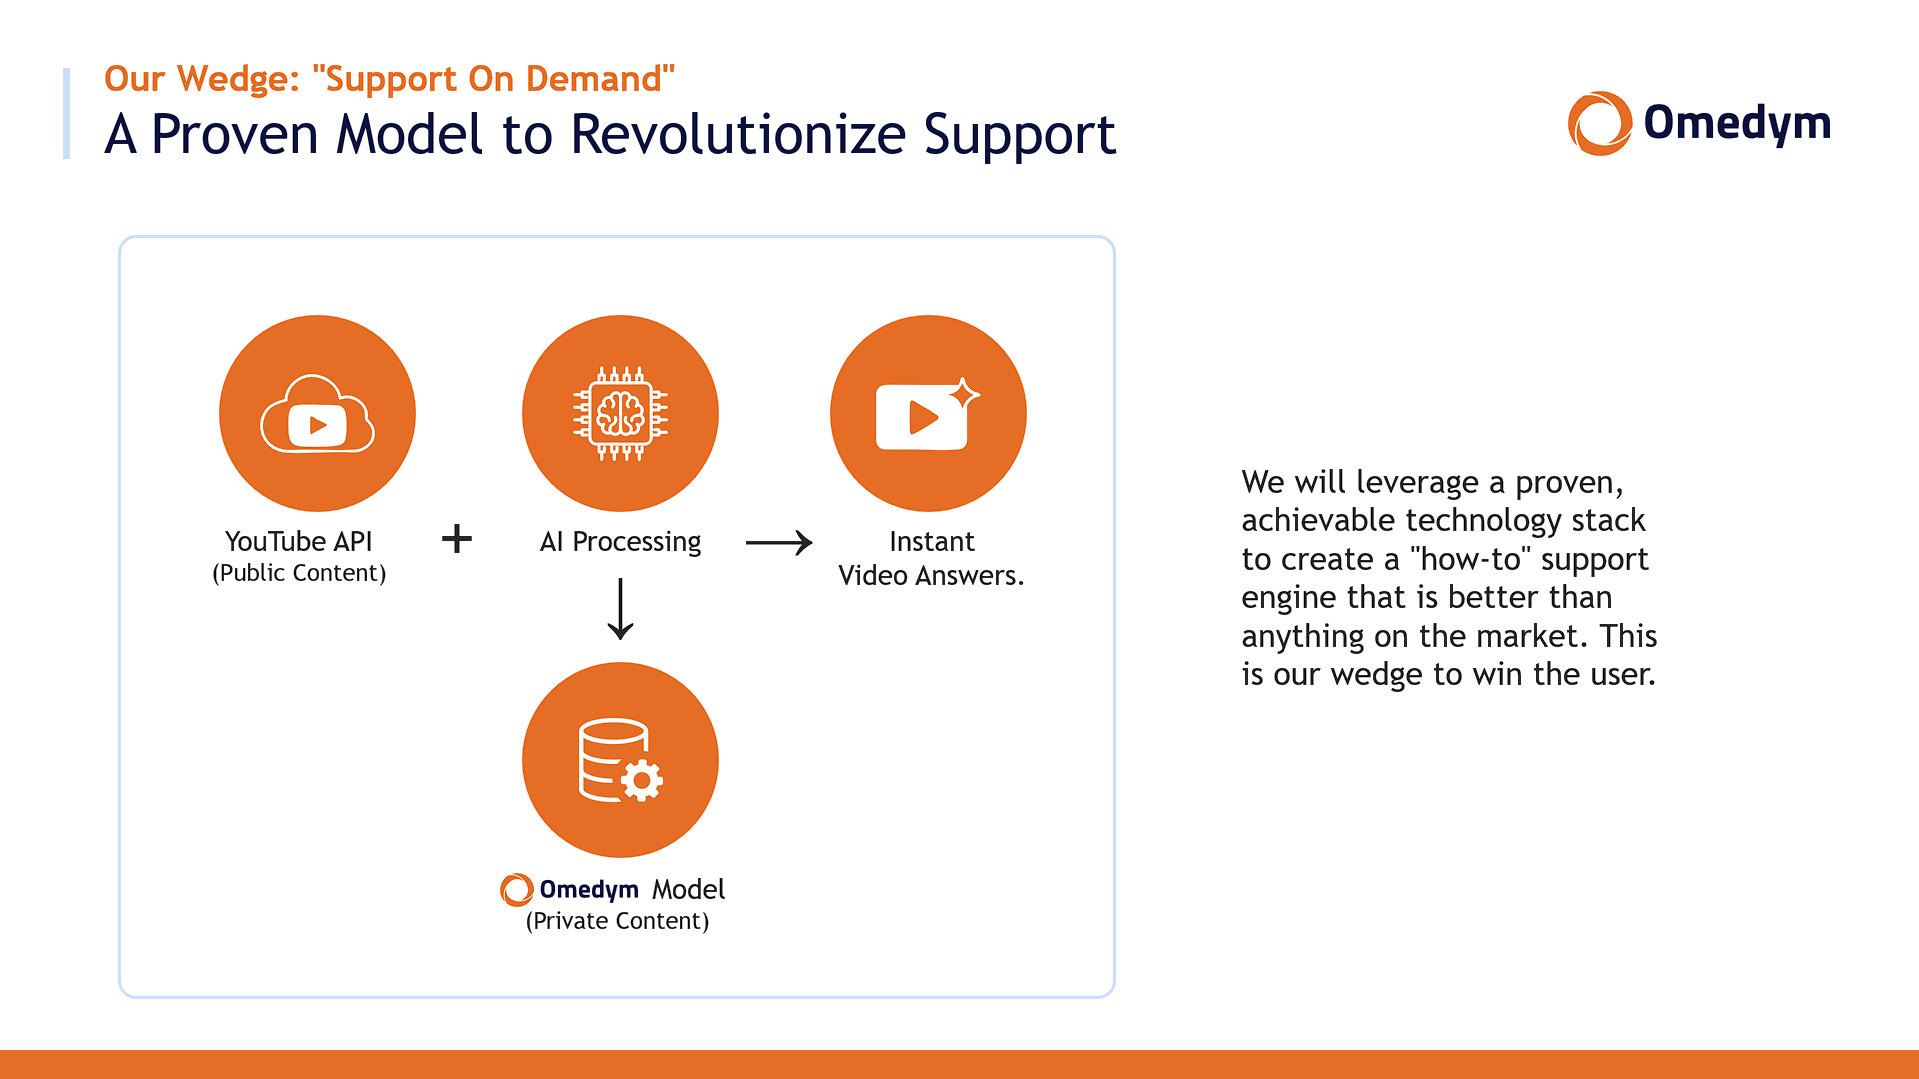 Our Wedge: "Support On Demand"
A Proven Model to Revolutionize Support
Omedym
YouTube API
(Public Content)
+
AI Processing
Instant
Video Answers.
Omedym Model
(Private Content)
We will leverage a proven,
achievable technology stack
to create a "how-to" support
engine that is better than
anything on the market. This
is our wedge to win the user.